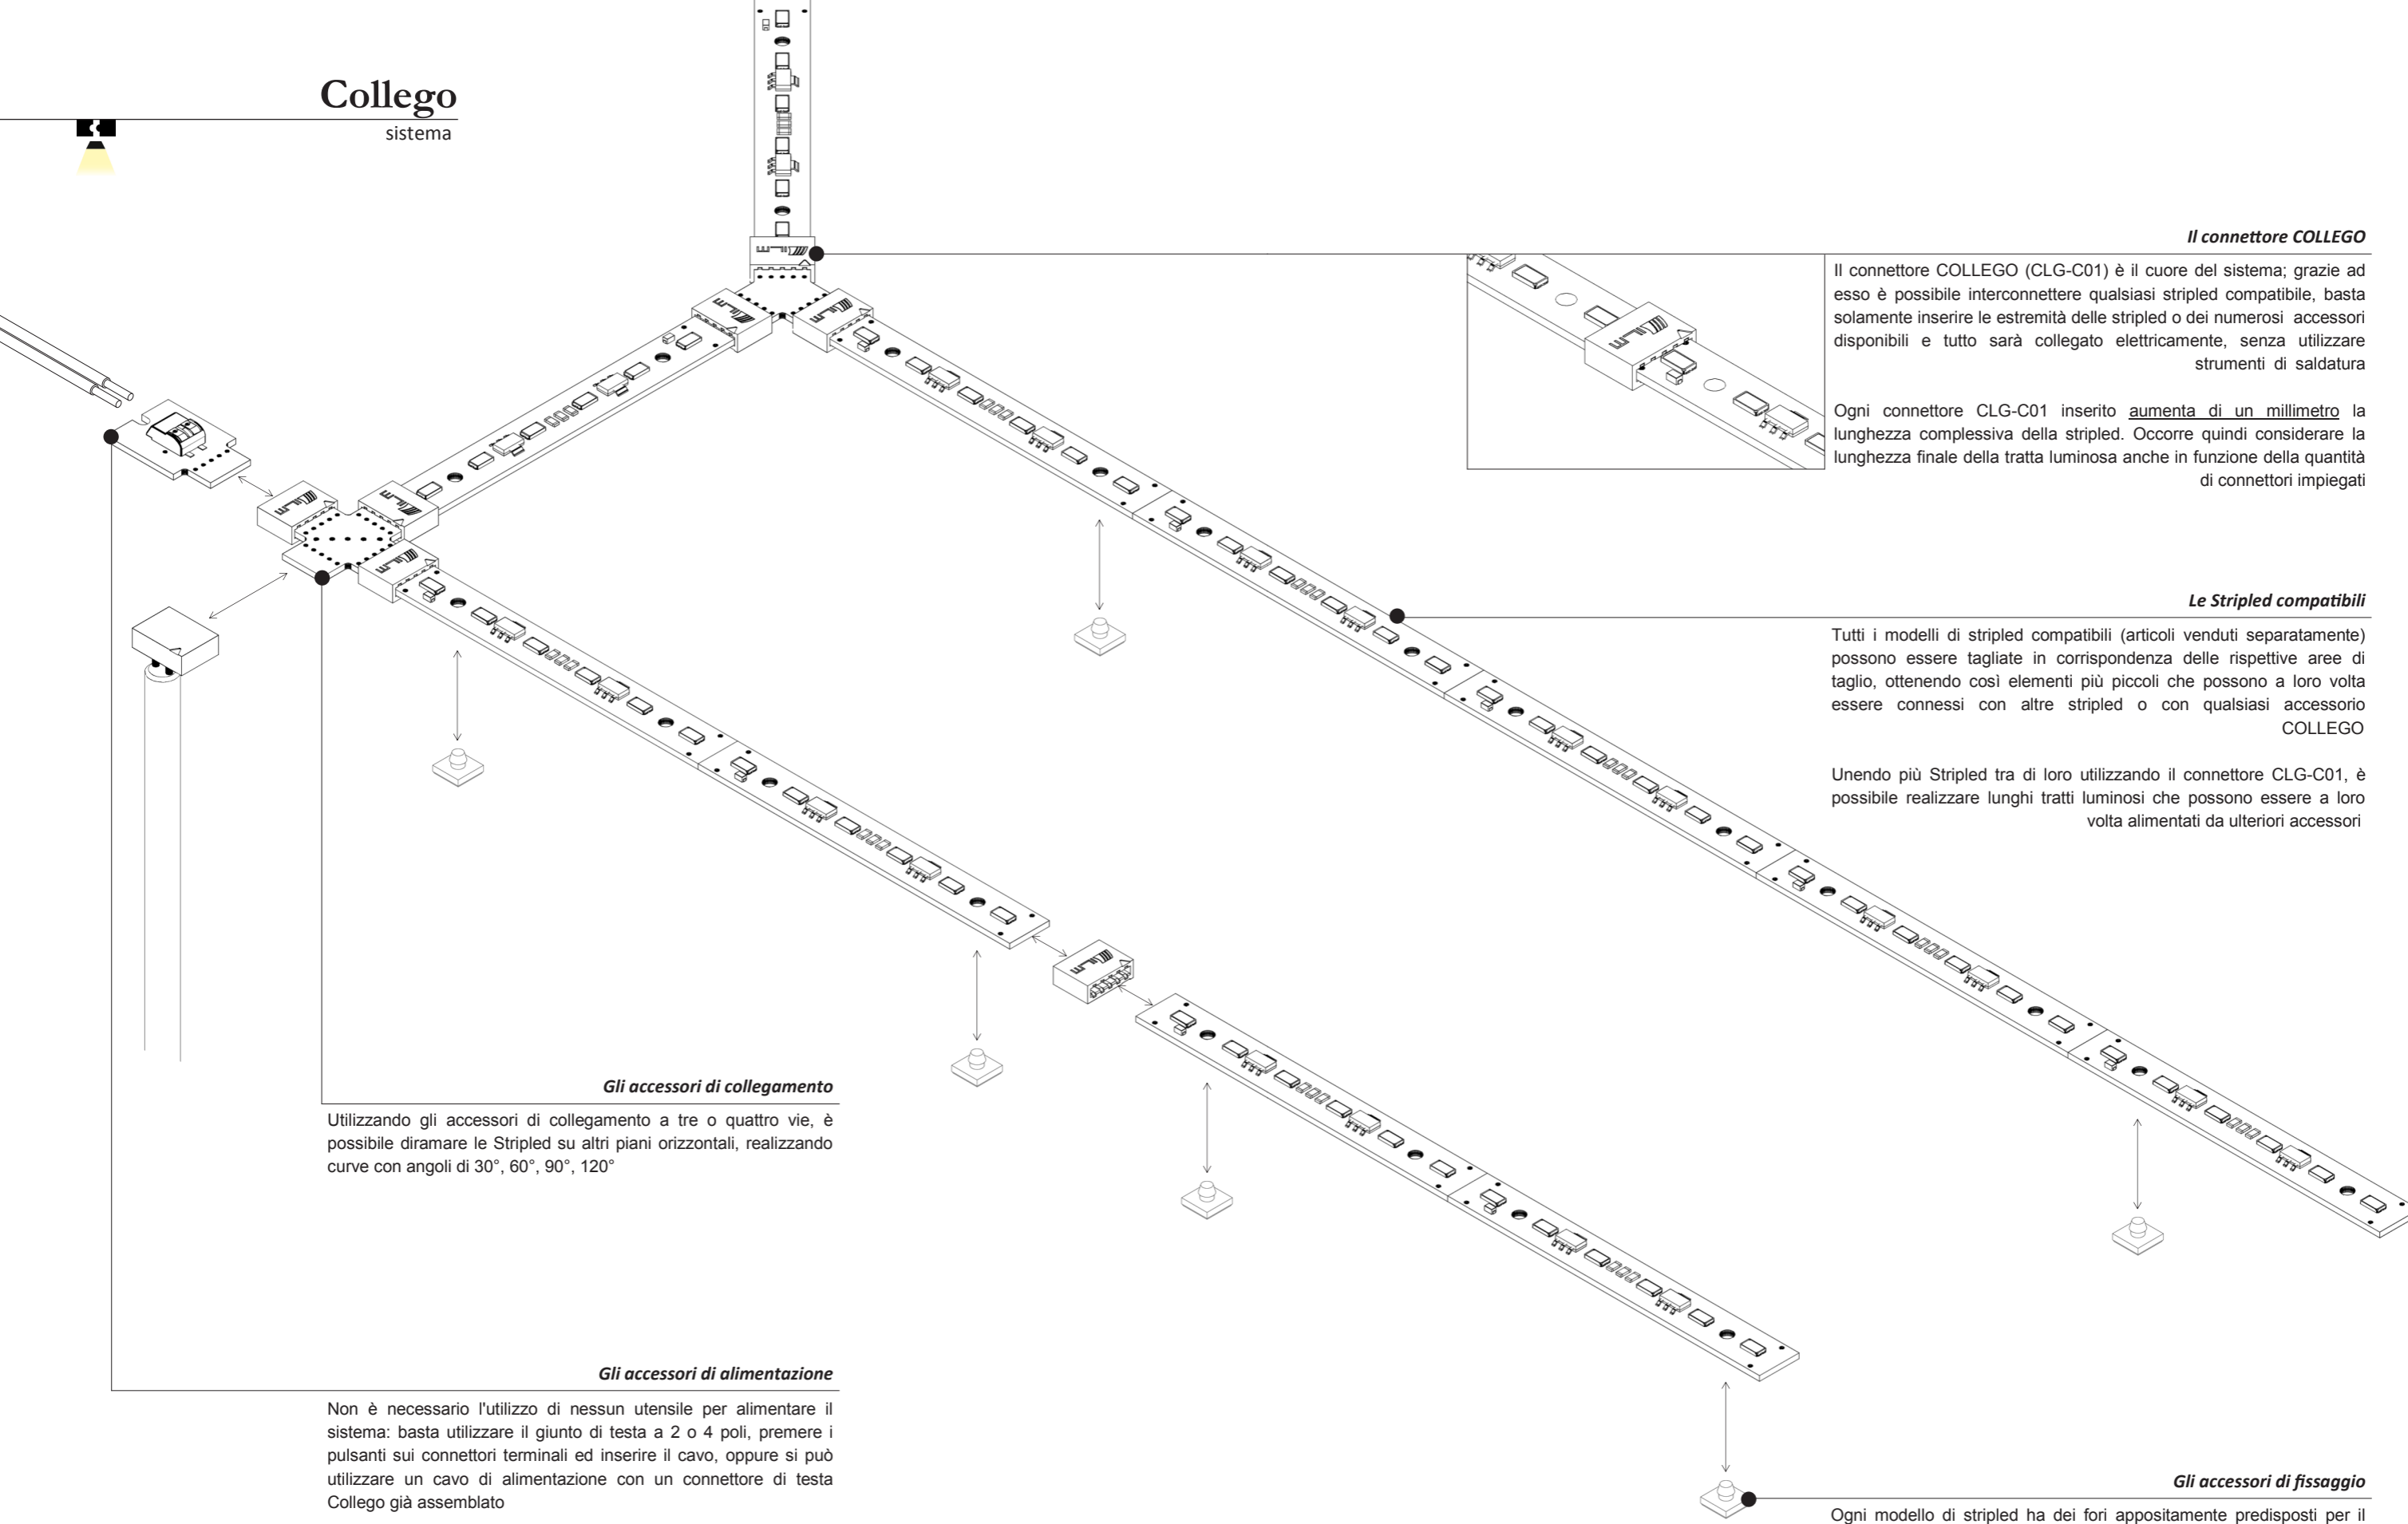 Collego
sistema
Il connettore COLLEGO
Il connettore COLLEGO (CLG-C01) è il cuore del sistema; grazie ad
esso è possibile interconnettere qualsiasi stripled compatibile, basta
solamente inserire le estremità delle stripled o dei numerosi accessori
disponibili e tutto sarà collegato elettricamente, senza utilizzare
strumenti di saldatura
Ogni connettore CLG-C01 inserito aumenta di un millimetro la
lunghezza complessiva della stripled. Occorre quindi considerare la
lunghezza finale della tratta luminosa anche in funzione della quantità
di connettori impiegati
Le Stripled compatibili
Tutti i modelli di stripled compatibili (articoli venduti separatamente)
possono essere tagliate in corrispondenza delle rispettive aree di
taglio, ottenendo così elementi più piccoli che possono a loro volta
essere connessi con altre stripled o con qualsiasi accessorio
COLLEGO
Unendo più Stripled tra di loro utilizzando il connettore CLG-C01, è
possibile realizzare lunghi tratti luminosi che possono essere a loro
volta alimentati da ulteriori accessori
Gli accessori di collegamento
Utilizzando gli accessori di collegamento a tre o quattro vie, è
possibile diramare le Stripled su altri piani orizzontali, realizzando
curve con angoli di 30°, 60°, 90°, 120°
Gli accessori di alimentazione
Non è necessario l'utilizzo di nessun utensile per alimentare il
sistema: basta utilizzare il giunto di testa a 2 o 4 poli, premere i
pulsanti sui connettori terminali ed inserire il cavo, oppure si può
utilizzare un cavo di alimentazione con un connettore di testa
Collego già assemblato
Gli accessori di fissaggio
Ogni modello di stripled ha dei fori appositamente predisposti per il